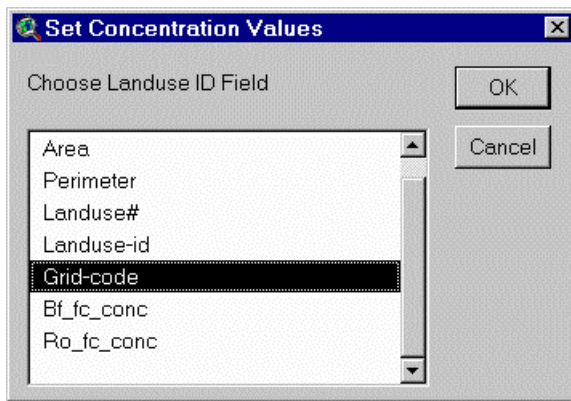 Set Concentration Values
Choose Landuse ID Field
OK
Cancel
Area
Perimeter
Landuse#
Landuse-id
Grid-code
Bf_fc_conc
Ro_fc_conc